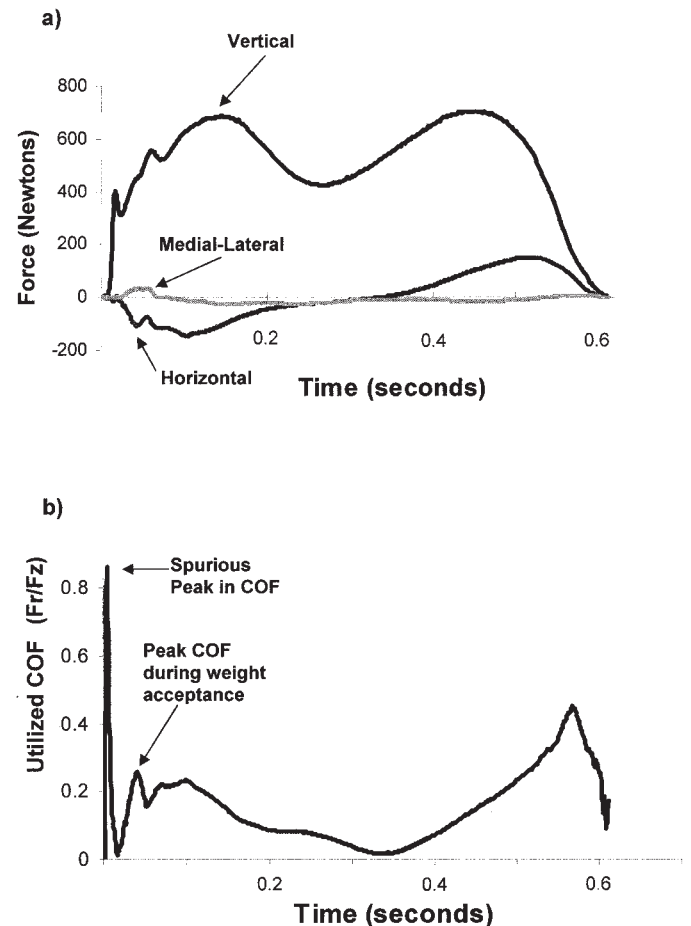 a)
Vertical
800
600
400
200
0
-200
Force (Newtons)
Medial-Lateral
Horizontal
0.2
0.4
0.6
Time (seconds)
b)
Utilized COF (Fr/Fz)
0.8
0.6
0.4
0.2
0
Spurious
Peak in COF
Peak COF
during weight
acceptance
0.2
0.4
0.6
Time (seconds)